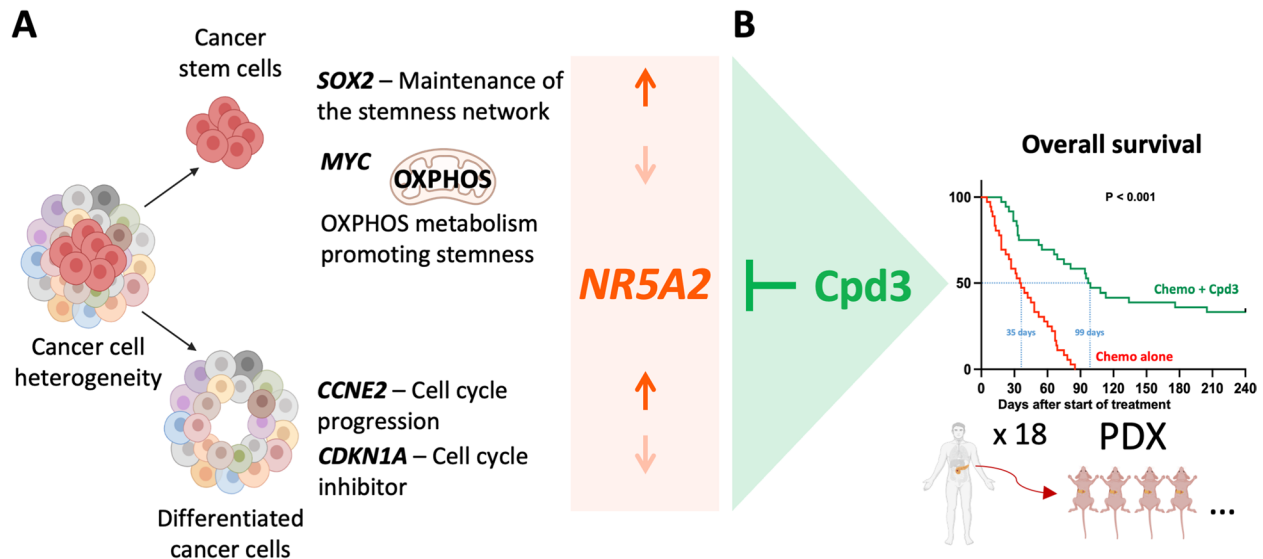 A
Cancer
stem cells
SOX2 – Maintenance of
the stemness network
MYC
OXPHOS
OXPHOS metabolism
promoting stemness
Cancer cell
heterogeneity
CCNE2 – Cell cycle
progression
CDKN1A – Cell cycle
inhibitor
Differentiated
cancer cells
NR5A2
B
Cpd3
Overall survival
P < 0.001
100
50
0
Chemo + Cpd3
35 days
99 days
Chemo alone
0 30 60 90 120 150 180 210 240
Days after start of treatment
x 18
PDX
...